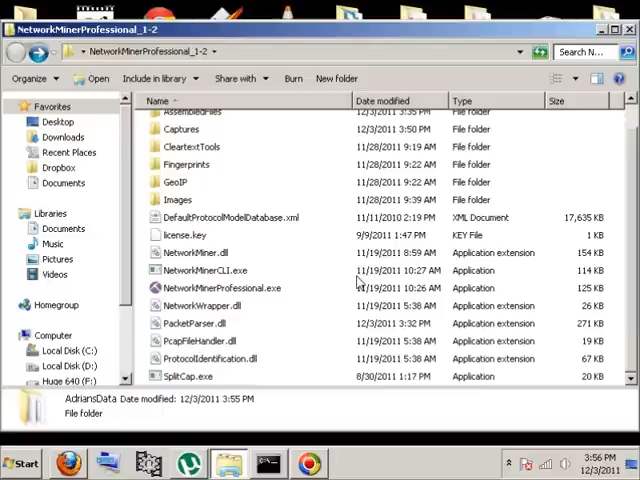 NetworkMinerProfessional_1-2
NetworkMinerProfessional_1-2
Search N...
Organize Open Include in library Share with Burn New folder
Favorites
Desktop
Downloads
Recent Places
Dropbox
Documents
Libraries
Documents
Music
Pictures
Videos
Homegroup
Computer
Local Disk (C:)
Local Disk (D:)
Huge 640 (F:)
Name Date modified Type Size
AssembledFiles 12/3/2011 3:35 PM File folder
Captures 12/3/2011 3:50 PM File folder
CleartextTools 11/28/2011 9:19 AM File folder
Fingerprints 11/28/2011 9:22 AM File folder
GeoIP 11/28/2011 9:22 AM File folder
Images 11/28/2011 9:39 AM File folder
DefaultProtocolModelDatabase.xml 11/11/2010 2:19 PM XML Document 17,635 KB
license.key 9/9/2011 1:47 PM KEY File 1 KB
NetworkMiner.dll 11/19/2011 8:59 AM Application extension 154 KB
NetworkMinerCLI.exe 11/19/2011 10:27 AM Application 114 KB
NetworkMinerProfessional.exe 11/19/2011 10:26 AM Application 125 KB
NetworkWrapper.dll 11/19/2011 5:38 AM Application extension 26 KB
PacketParser.dll 12/3/2011 3:32 PM Application extension 271 KB
PcapFileHandler.dll 11/19/2011 5:38 AM Application extension 19 KB
ProtocolIdentification.dll 11/19/2011 5:38 AM Application extension 67 KB
SplitCap.exe 8/30/2011 1:17 PM Application 20 KB
AdriansData Date modified: 12/3/2011 3:55 PM
File folder
Start
3:56 PM
12/3/2011